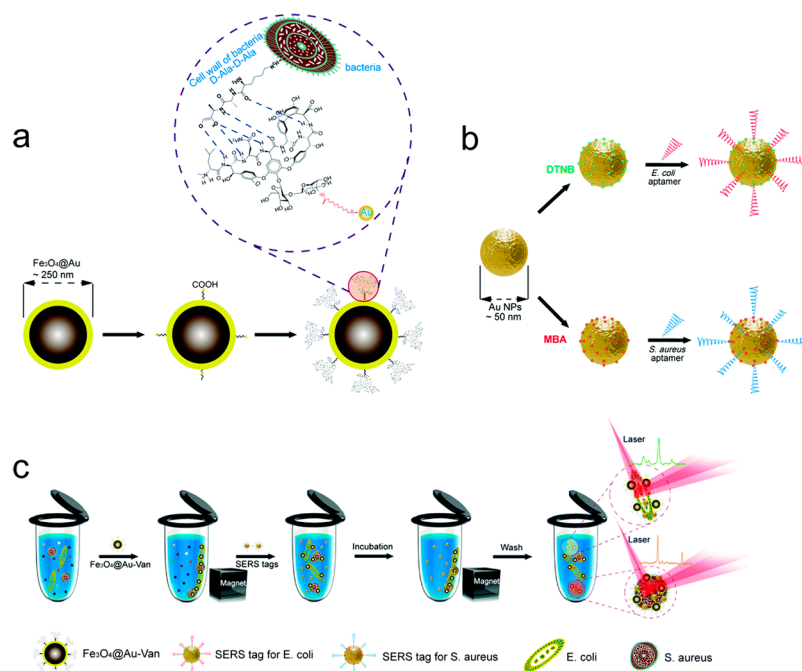 a
Cell wall of bacteria
D-Ala-D-Ala
bacteria
Au
Fe₃O₄@Au
~ 250 nm
COOH
b
DTNB
E. coli
aptamer
Au NPs
~ 50 nm
MBA
S. aureus
aptamer
c
Fe₃O₄@Au-Van
Magnet
SERS tags
Incubation
Magnet
Wash
Laser
Laser
Fe₃O₄@Au-Van
SERS tag for E. coli
SERS tag for S. aureus
E. coli
S. aureus